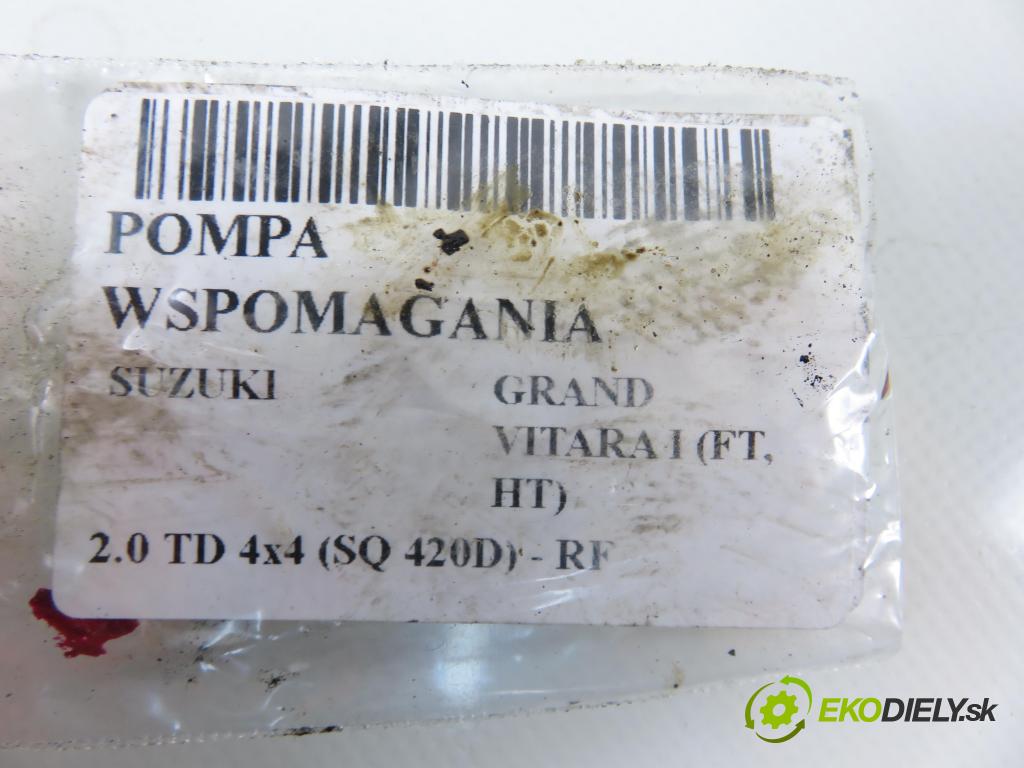 POMPA
WSPOMAGANIA
SUZUKI
GRAND
VITARA I (FT,
HT)
2.0 TD 4x4 (SQ 420D) - RF
EKODIELY.sk